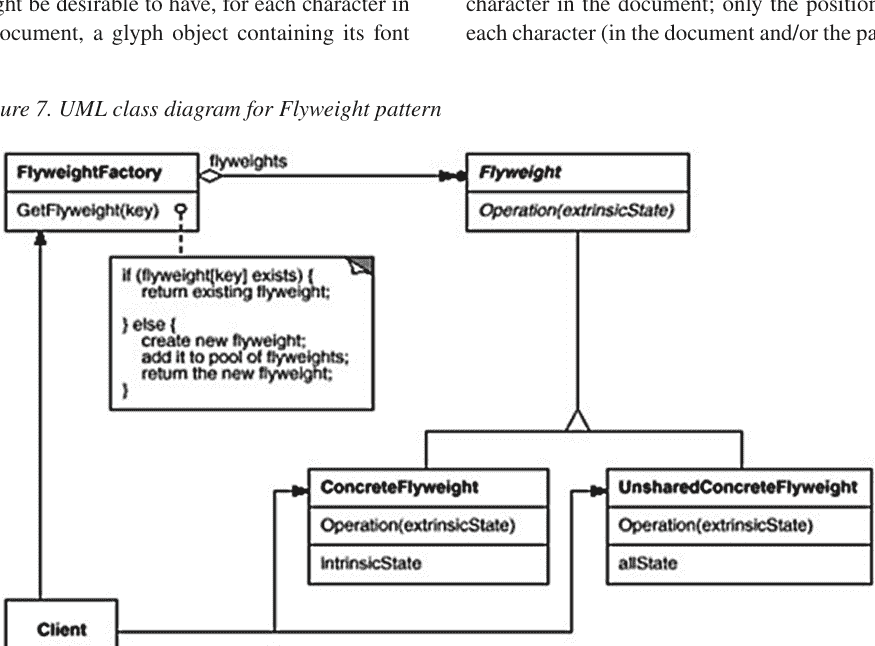 ght be desirable to have, for each character in
ocument, a glyph object containing its font
character in the document; only the position
each character (in the document and/or the pa
ure 7. UML class diagram for Flyweight pattern
FlyweightFactory
GetFlyweight(key)
flyweights
Flyweight
Operation(extrinsicState)
if (flyweight[key] exists) {
return existing flyweight;
} else {
create new flyweight;
add it to pool of flyweights;
return the new flyweight;
}
ConcreteFlyweight
Operation(extrinsicState)
intrinsicState
UnsharedConcreteFlyweight
Operation(extrinsicState)
allState
Client